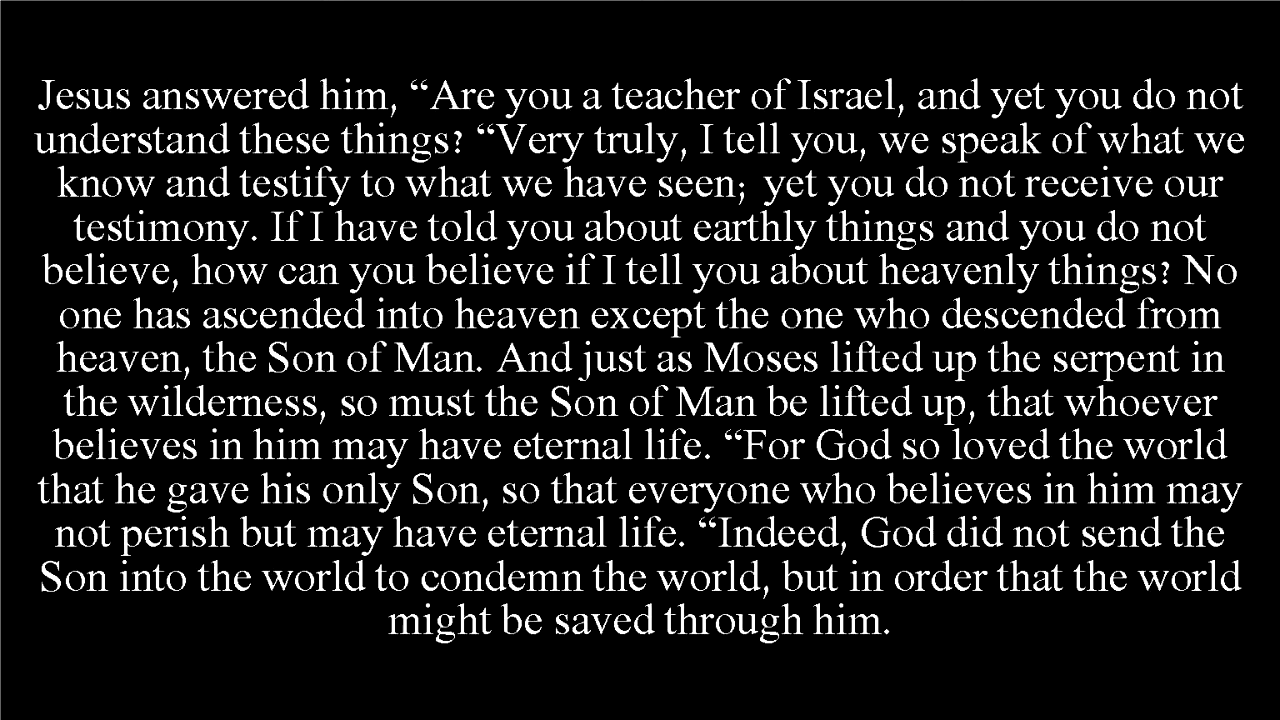 Jesus answered him, “Are you a teacher of Israel, and yet you do not
understand these things? “Very truly, I tell you, we speak of what we
know and testify to what we have seen; yet you do not receive our
testimony. If I have told you about earthly things and you do not
believe, how can you believe if I tell you about heavenly things? No
one has ascended into heaven except the one who descended from
heaven, the Son of Man. And just as Moses lifted up the serpent in
the wilderness, so must the Son of Man be lifted up, that whoever
believes in him may have eternal life. “For God so loved the world
that he gave his only Son, so that everyone who believes in him may
not perish but may have eternal life. “Indeed, God did not send the
Son into the world to condemn the world, but in order that the world
might be saved through him.